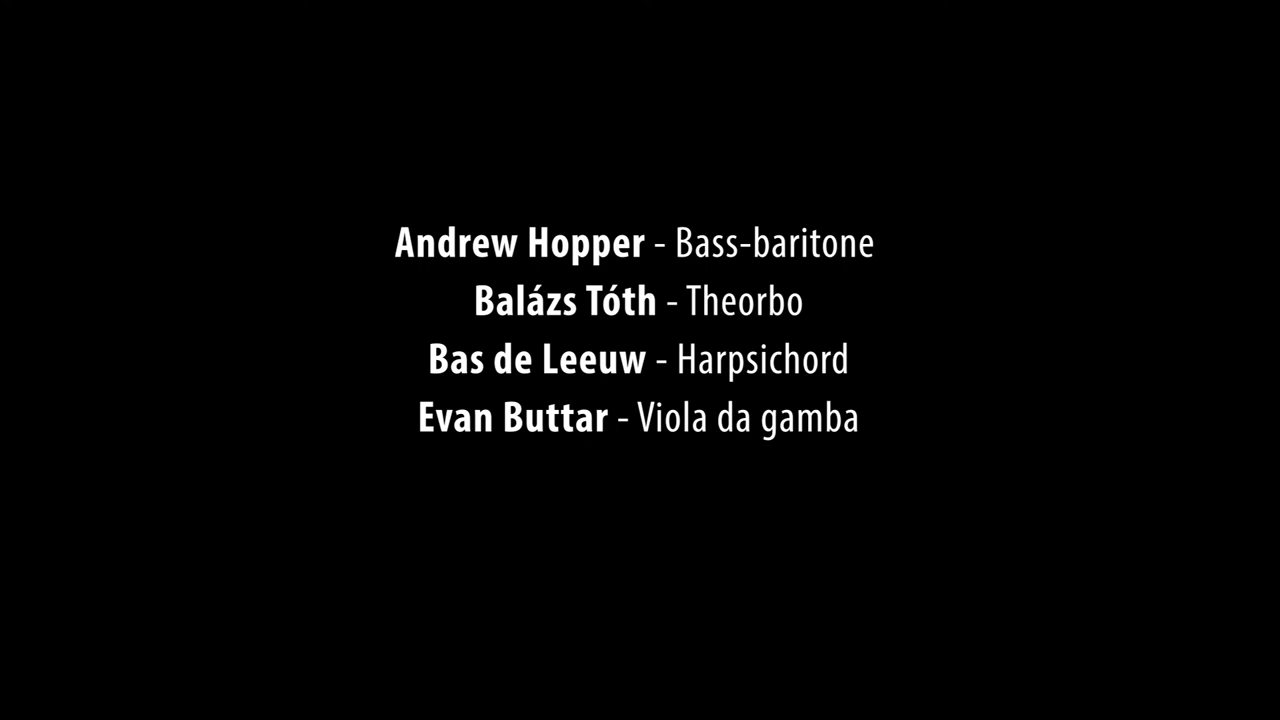 Andrew Hopper - Bass-baritone
Balázs Tóth - Theorbo
Bas de Leeuw - Harpsichord
Evan Buttar - Viola da gamba